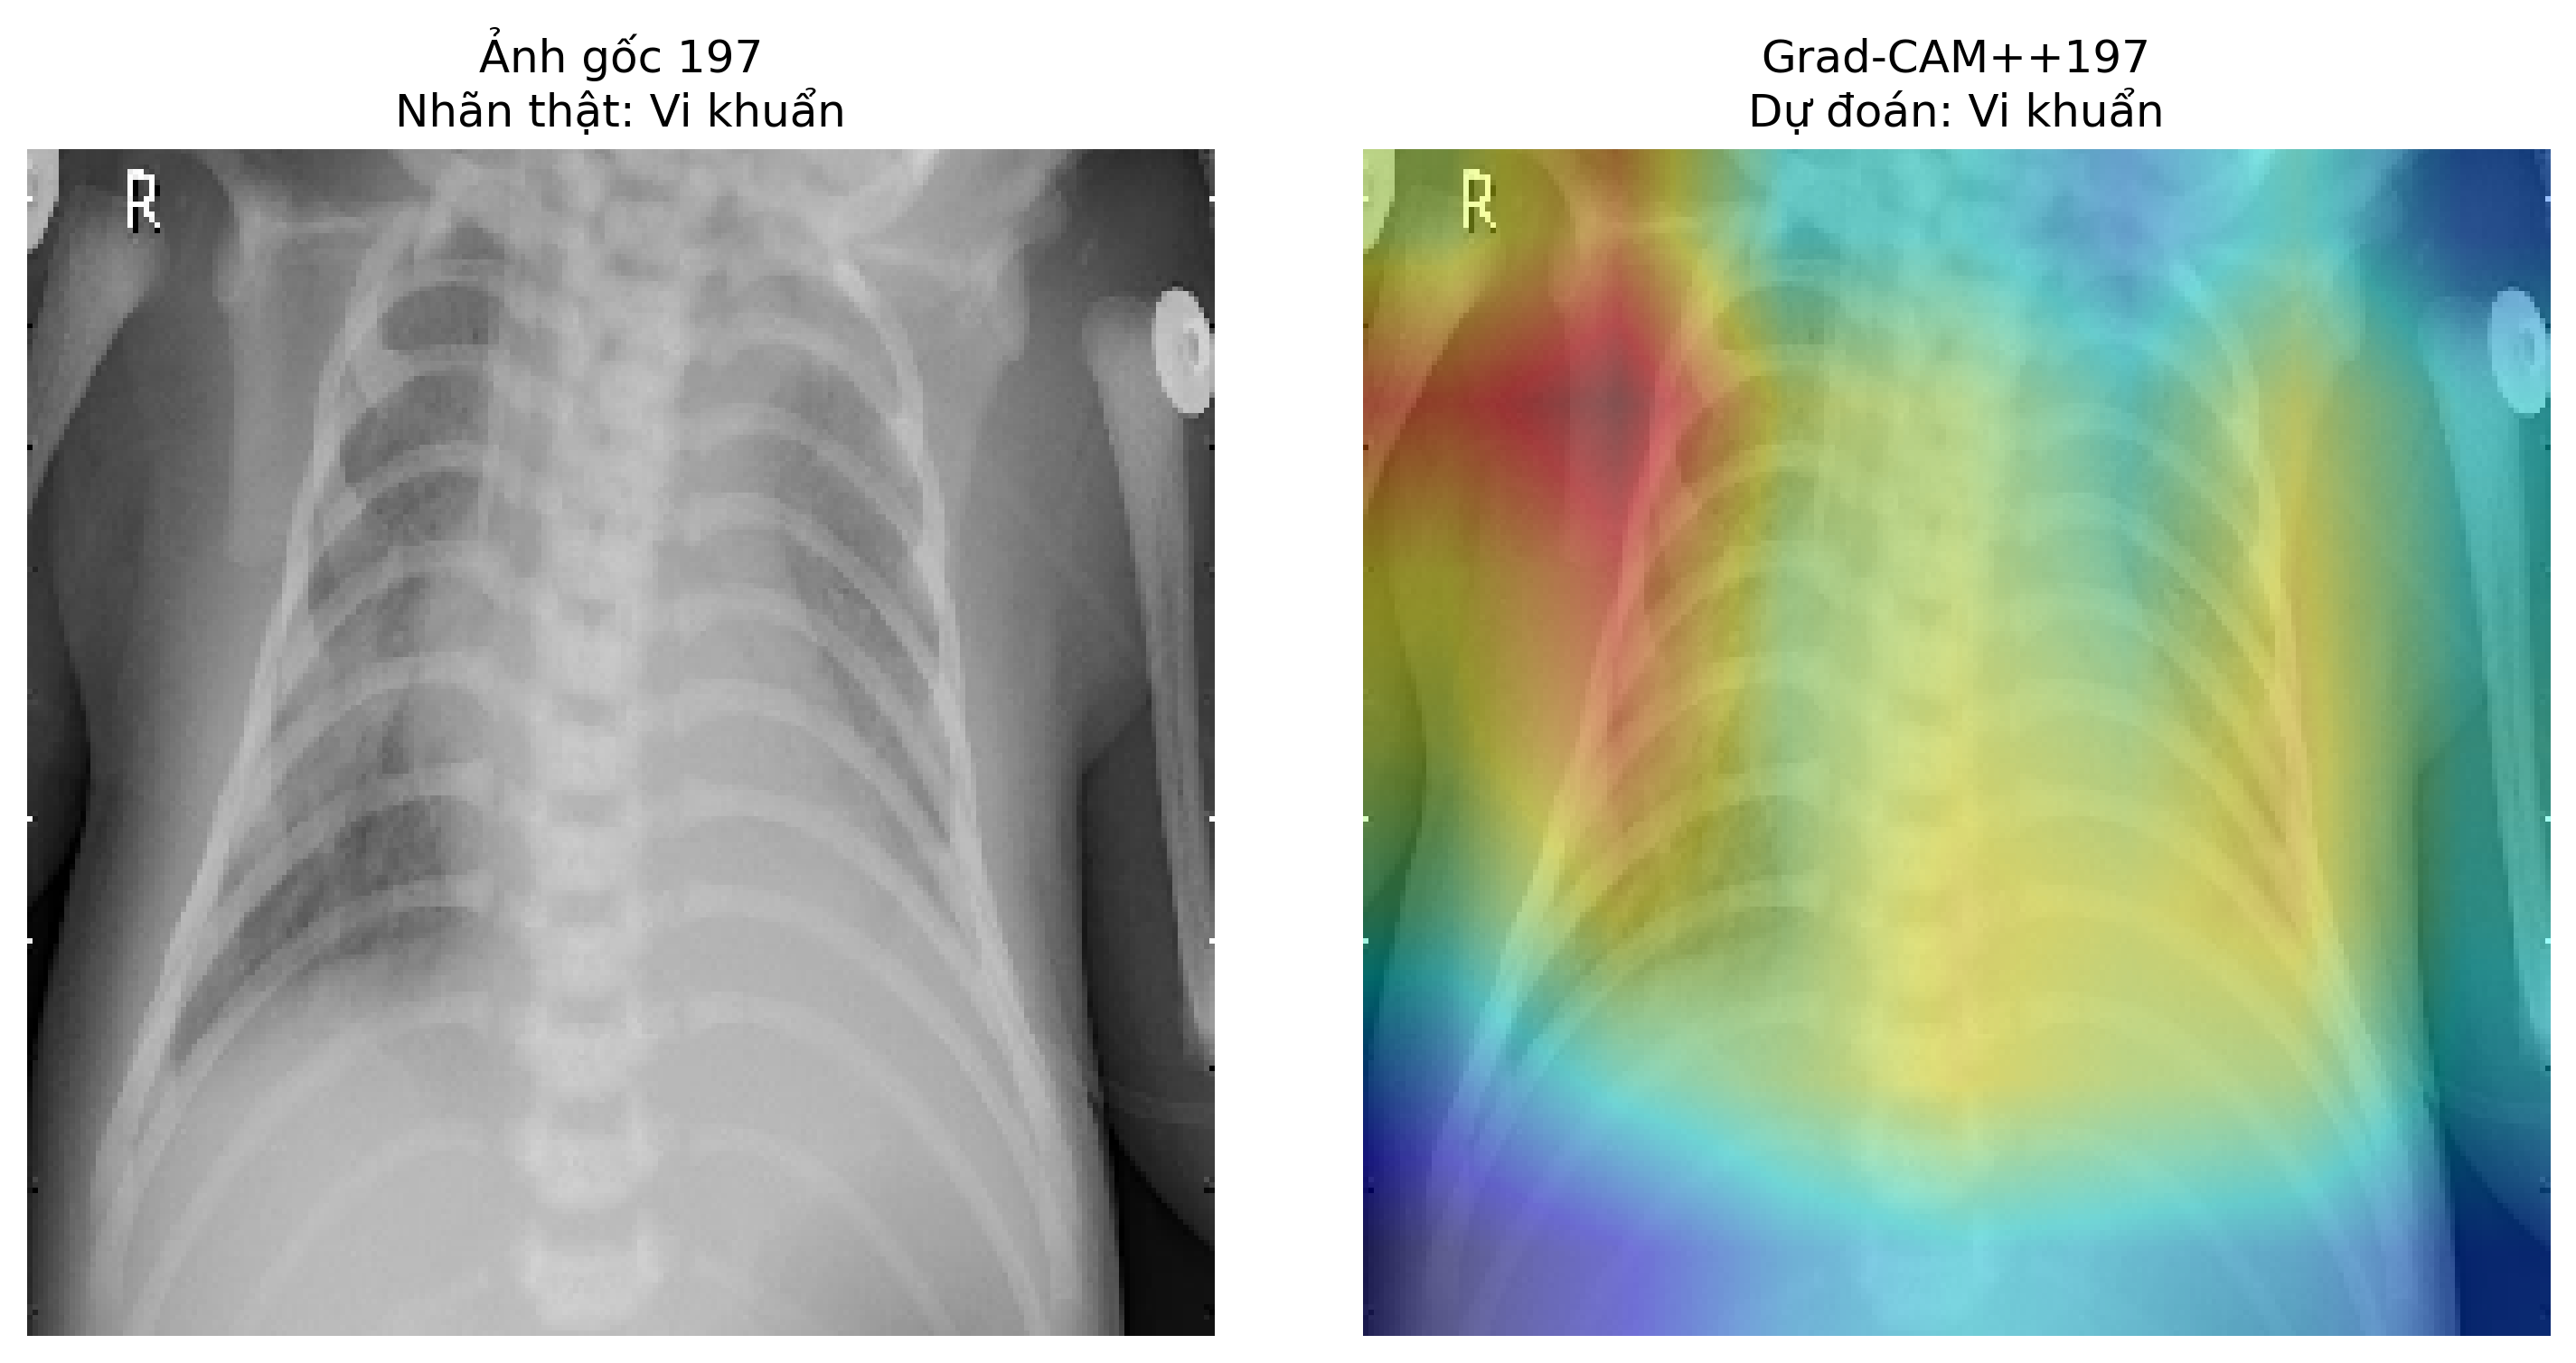 Ảnh gốc 197
Nhãn thật: Vi khuẩn
R
Grad-CAM++197
Dự đoán: Vi khuẩn
R